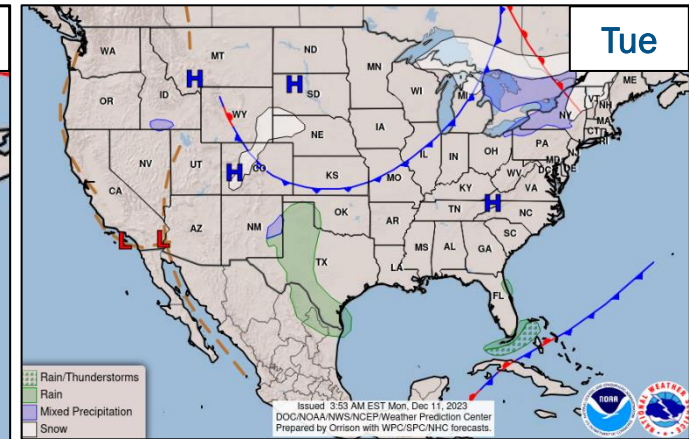 Tue
WA
MT
ND
MN
ME
H
H
OR
ID
SD
WI
MI
VT
NH
WY
NY
MA
CT
RI
NE
IA
PA
NV
UT
H
CO
IL
IN
OH
MD
DC
DE
WV
CA
KS
MO
KY
VA
H
TN
NC
L
L
AZ
NM
OK
AR
SC
MS
AL
GA
TX
LA
FL
Rain/Thunderstorms
Rain
Mixed Precipitation
Snow
Issued 3:53 AM EST Mon, Dec 11, 2023
DOC/NOAA/NWS/NCEP/Weather Prediction Center
Prepared by Orrison with WPC/SPC/NHC forecasts.
NOAA
NATIONAL WEATHER SERVICE